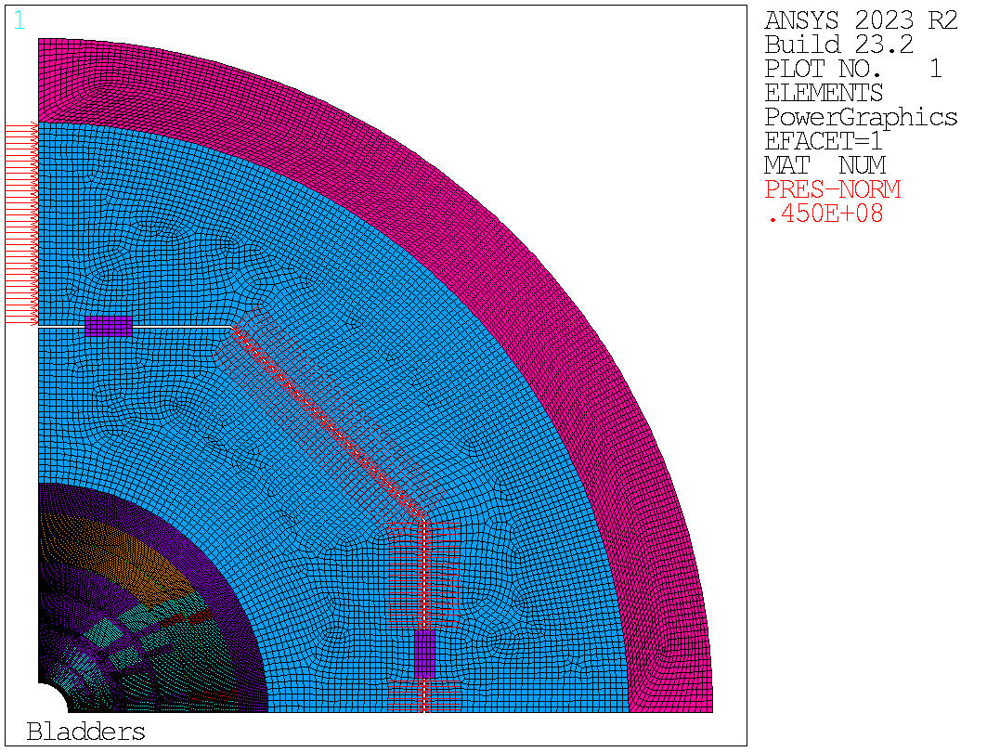 1
ANSYS 2023 R2
Build 23.2
PLOT NO.   1
ELEMENTS
PowerGraphics
EFACET=1
MAT  NUM
PRES-NORM
.450E+08
Bladders